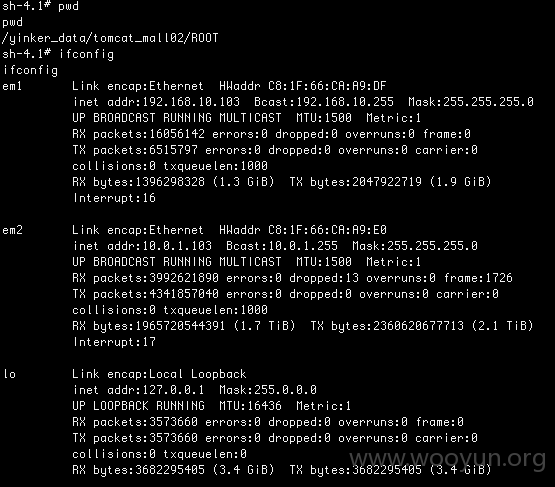 sh-4.1# pwd
pwd
/yinker_data/tomcat_mall02/ROOT
sh-4.1# ifconfig
ifconfig
em1 Link encap:Ethernet HWaddr C8:1F:66:CA:A9:DF
inet addr:192.168.10.103 Bcast:192.168.10.255 Mask:255.255.255.0
UP BROADCAST RUNNING MULTICAST MTU:1500 Metric:1
RX packets:16056142 errors:0 dropped:0 overruns:0 frame:0
TX packets:6515797 errors:0 dropped:0 overruns:0 carrier:0
collisions:0 txqueuelen:1000
RX bytes:1396298328 (1.3 GiB) TX bytes:2047922719 (1.9 GiB)
Interrupt:16
em2 Link encap:Ethernet HWaddr C8:1F:66:CA:A9:E0
inet addr:10.0.1.103 Bcast:10.0.1.255 Mask:255.255.255.0
UP BROADCAST RUNNING MULTICAST MTU:1500 Metric:1
RX packets:3992621890 errors:0 dropped:13 overruns:0 frame:1726
TX packets:4341857040 errors:0 dropped:0 overruns:0 carrier:0
collisions:0 txqueuelen:1000
RX bytes:1965720544391 (1.7 TiB) TX bytes:2360620677713 (2.1 TiB)
Interrupt:17
lo Link encap:Local Loopback
inet addr:127.0.0.1 Mask:255.0.0.0
UP LOOPBACK RUNNING MTU:16436 Metric:1
RX packets:3573660 errors:0 dropped:0 overruns:0 frame:0
TX packets:3573660 errors:0 dropped:0 overruns:0 carrier:0
collisions:0 txqueuelen:0
RX bytes:3682295405 (3.4 GiB) TX bytes:3682295405 (3.4 GiB)
www.wooyun.org